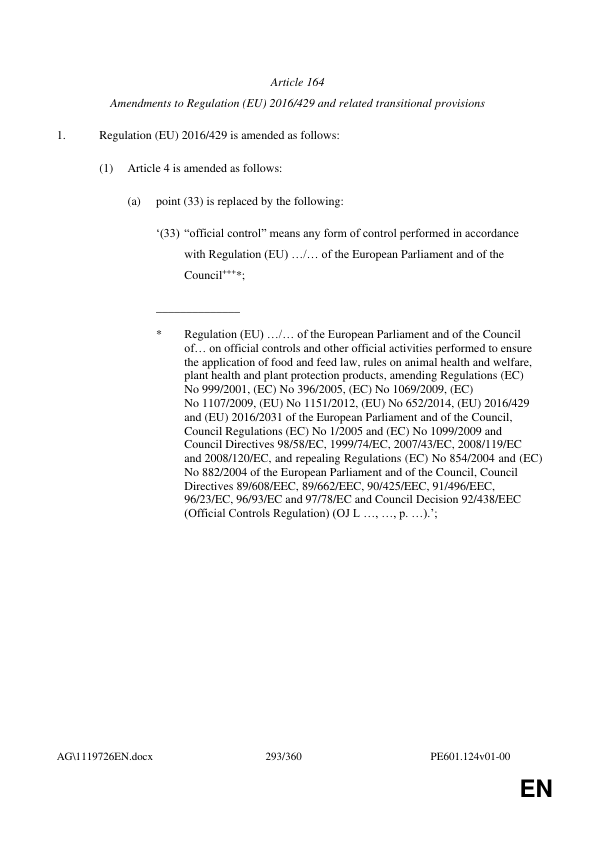 Article 164
Amendments to Regulation (EU) 2016/429 and related transitional provisions
1. Regulation (EU) 2016/429 is amended as follows:
(1) Article 4 is amended as follows:
(a) point (33) is replaced by the following:
‘(33) “official control” means any form of control performed in accordance
with Regulation (EU) …/… of the European Parliament and of the
Council+++*;
* Regulation (EU) …/… of the European Parliament and of the Council
of… on official controls and other official activities performed to ensure
the application of food and feed law, rules on animal health and welfare,
plant health and plant protection products, amending Regulations (EC)
No 999/2001, (EC) No 396/2005, (EC) No 1069/2009, (EC)
No 1107/2009, (EU) No 1151/2012, (EU) No 652/2014, (EU) 2016/429
and (EU) 2016/2031 of the European Parliament and of the Council,
Council Regulations (EC) No 1/2005 and (EC) No 1099/2009 and
Council Directives 98/58/EC, 1999/74/EC, 2007/43/EC, 2008/119/EC
and 2008/120/EC, and repealing Regulations (EC) No 854/2004 and (EC)
No 882/2004 of the European Parliament and of the Council, Council
Directives 89/608/EEC, 89/662/EEC, 90/425/EEC, 91/496/EEC,
96/23/EC, 96/93/EC and 97/78/EC and Council Decision 92/438/EEC
(Official Controls Regulation) (OJ L …, …, p. …).’;
AG\1119726EN.docx 293/360 PE601.124v01-00
EN